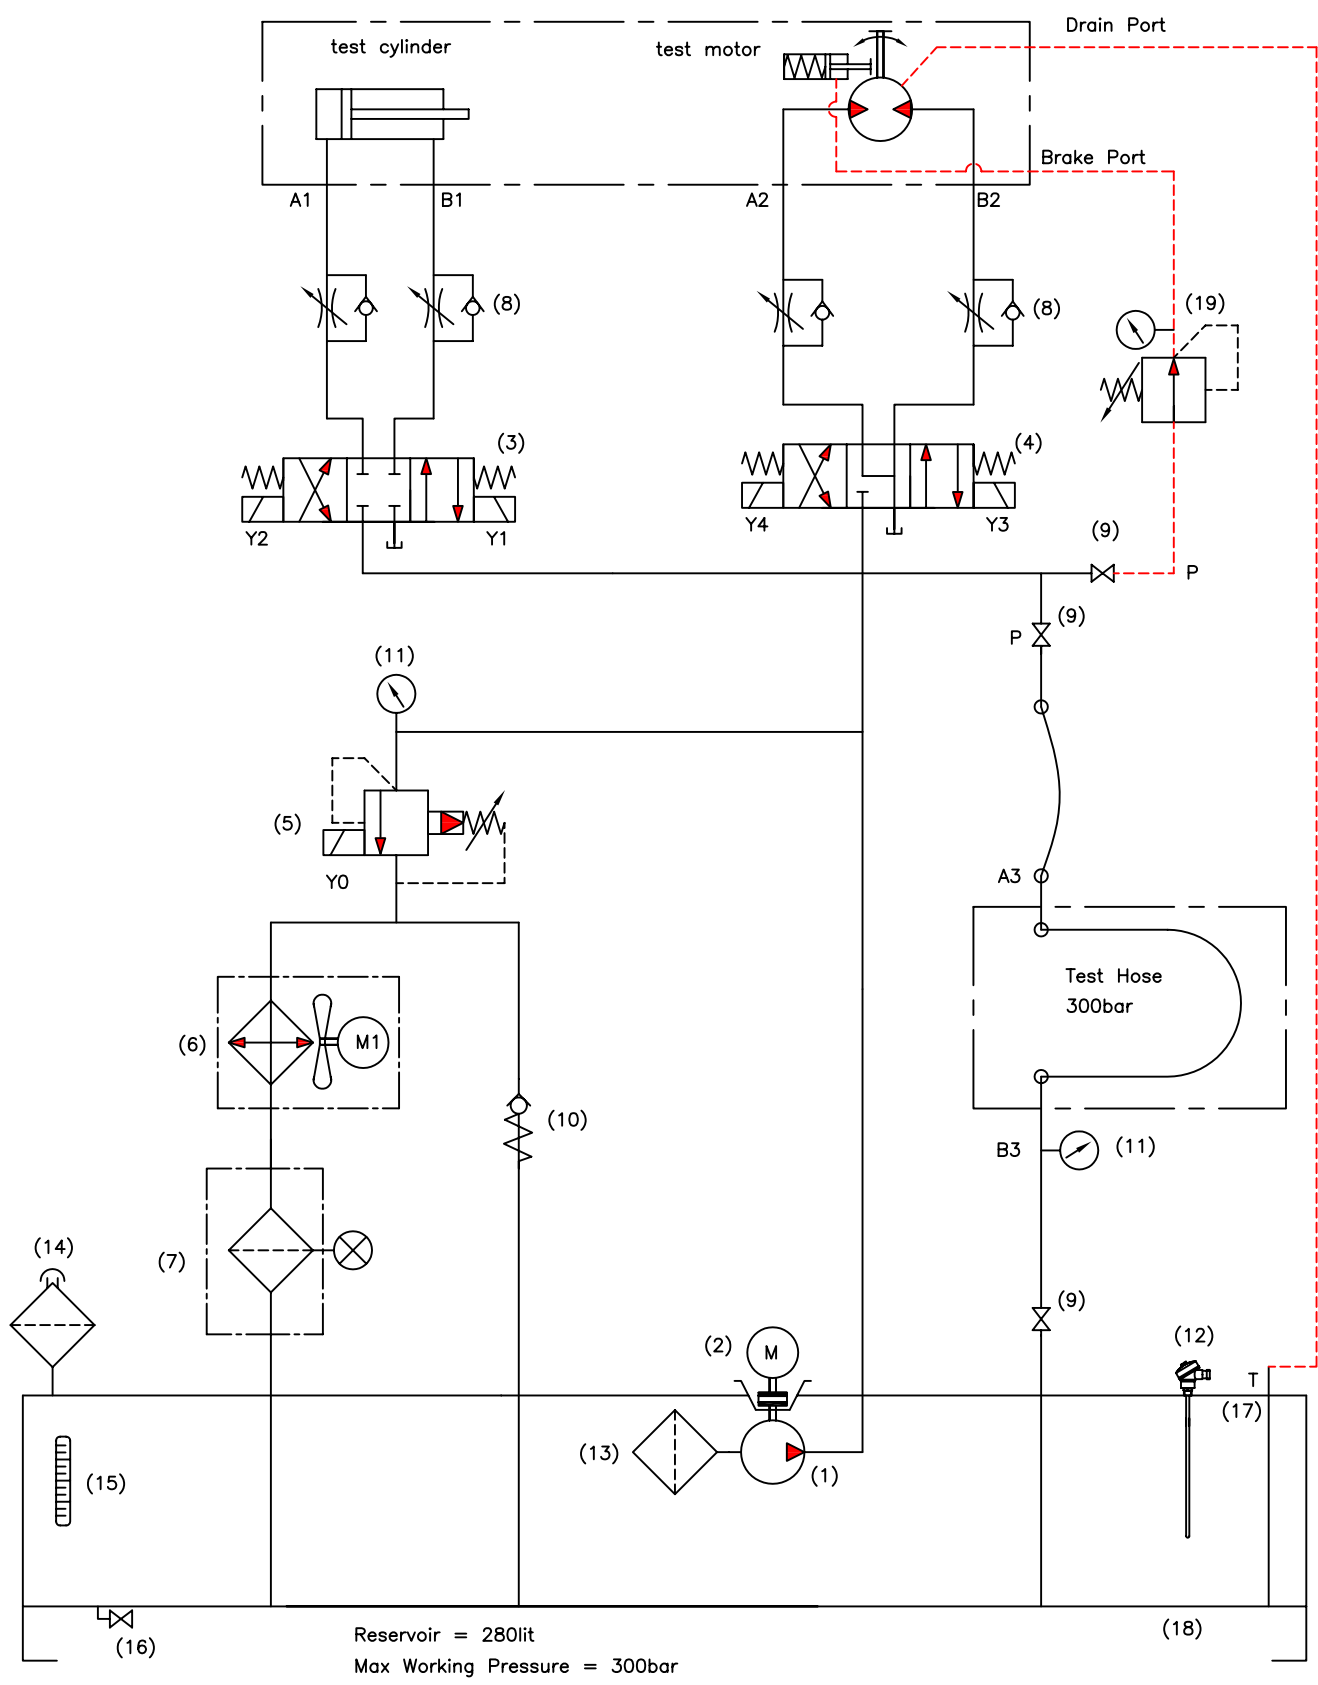 Drain Port
test cylinder
test motor
Brake Port
A1
B1
A2
B2
(8)
(8)
(19)
(3)
(4)
Y2
Y1
Y4
Y3
(9)
P
(9)
P
(11)
(5)
Y0
A3
Test Hose
300bar
(6)
M1
(10)
B3
(11)
(14)
(7)
(9)
(2)
M
(12)
T
(17)
(13)
(1)
(15)
(16)
(18)
Reservoir = 280lit
Max Working Pressure = 300bar